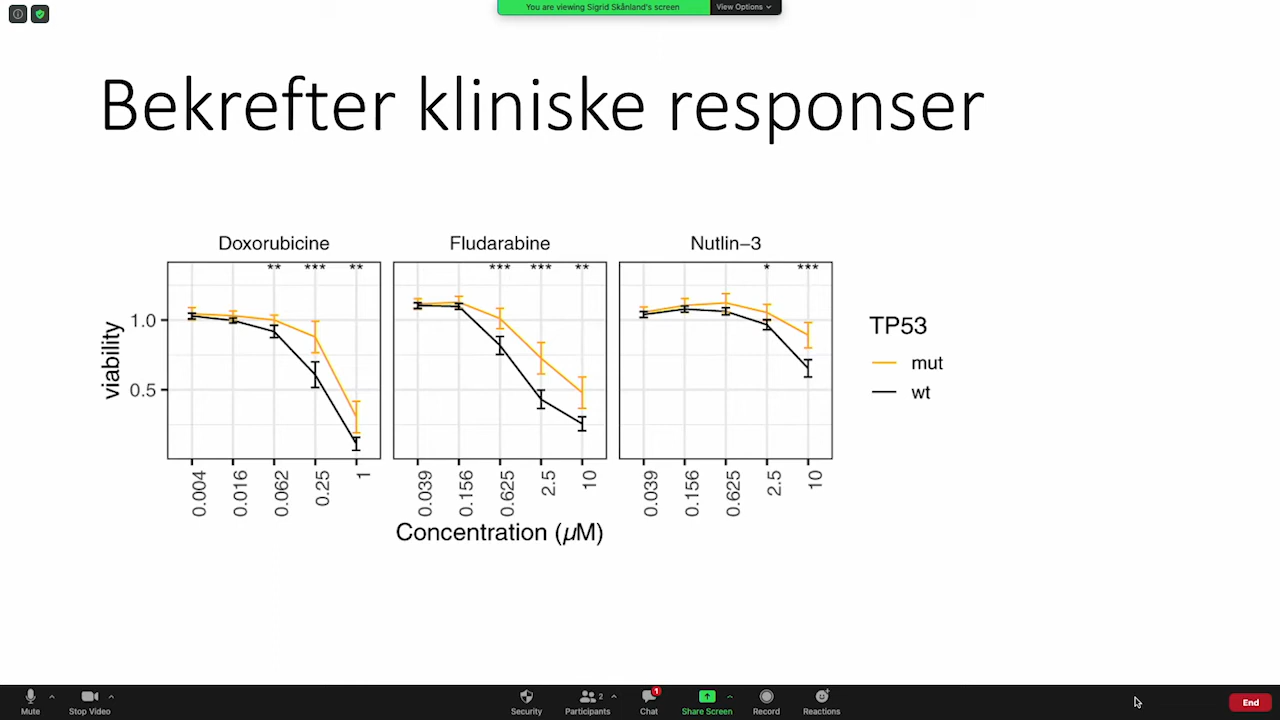 You are viewing Sigrid Skånland's screen View Options
Bekrefter kliniske responser
Doxorubicine Fludarabine Nutlin−3
** *** ** *** *** ** * ***
1.0
0.5
viability
TP53
mut
wt
0.004 0.016 0.062 0.25 1 0.039 0.156 0.625 2.5 10 0.039 0.156 0.625 2.5 10
Concentration (µM)
2 1
Mute Stop Video Security Participants Chat Share Screen Record Reactions End